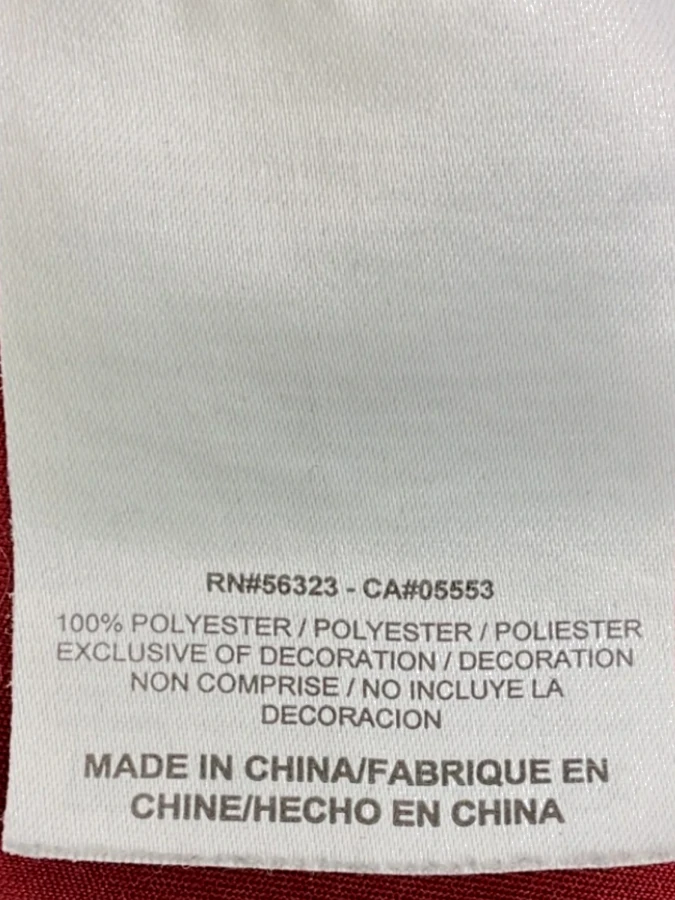 RN#56323 - CA#05553
100% POLYESTER / POLYESTER / POLIESTER
EXCLUSIVE OF DECORATION / DECORATION
NON COMPRISE / NO INCLUYE LA
DECORACION
MADE IN CHINA/FABRIQUE EN
CHINE/HECHO EN CHINA